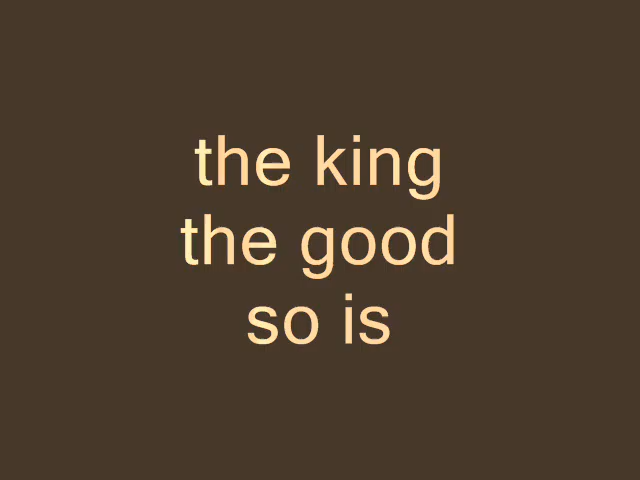 the king
the good
so is